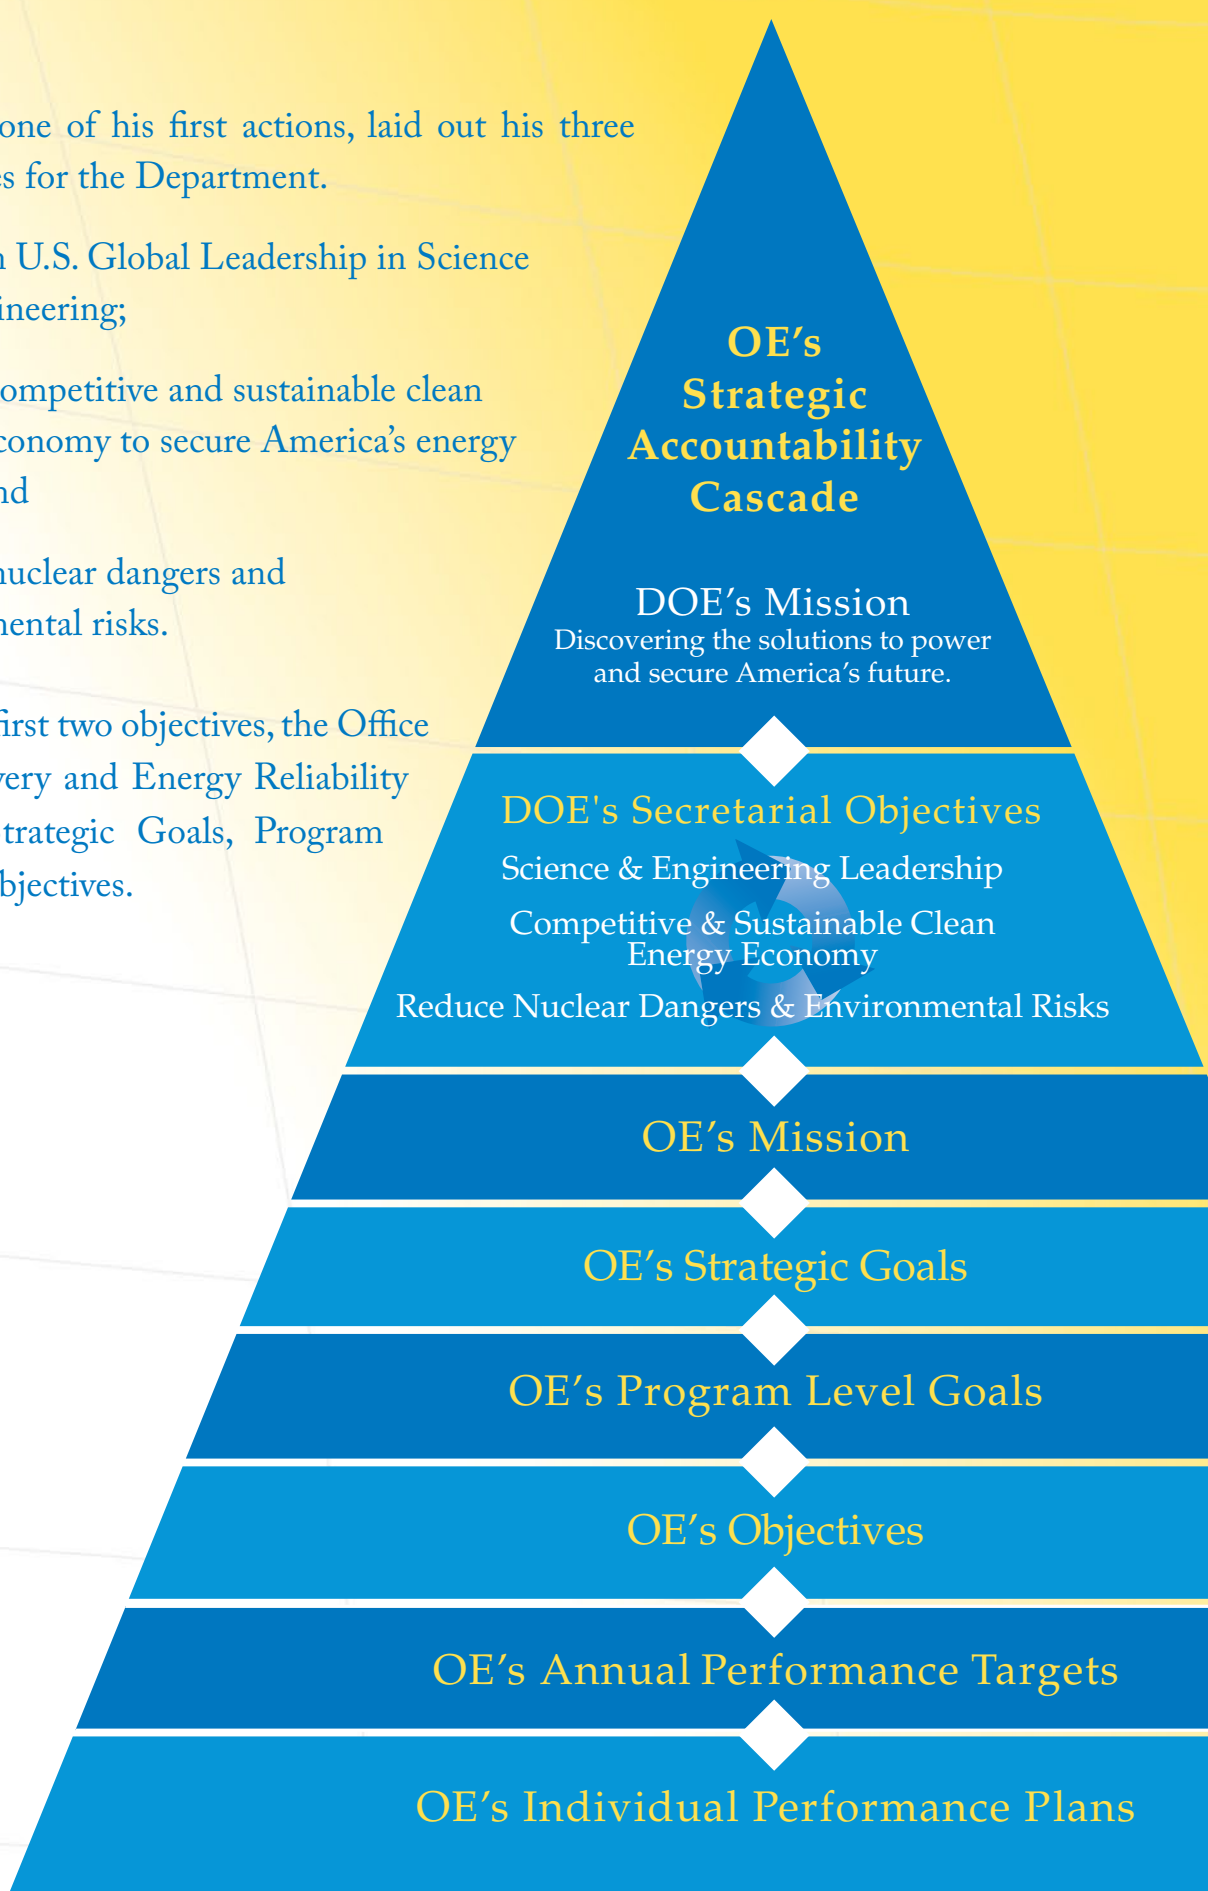 one of his first actions, laid out his three
es for the Department.
n U.S. Global Leadership in Science
ineering;
ompetitive and sustainable clean
conomy to secure America's energy
nd
nuclear dangers and
mental risks.
first two objectives, the Office
very and Energy Reliability
trategic Goals, Program
bjectives.
OE's
Strategic
Accountability
Cascade
DOE's Mission
Discovering the solutions to power
and secure America's future.
DOE's Secretarial Objectives
Science & Engineering Leadership
Competitive & Sustainable Clean
Energy Economy
Reduce Nuclear Dangers & Environmental Risks
OE's Mission
OE's Strategic Goals
OE's Program Level Goals
OE's Objectives
OE's Annual Performance Targets
OE's Individual Performance Plans